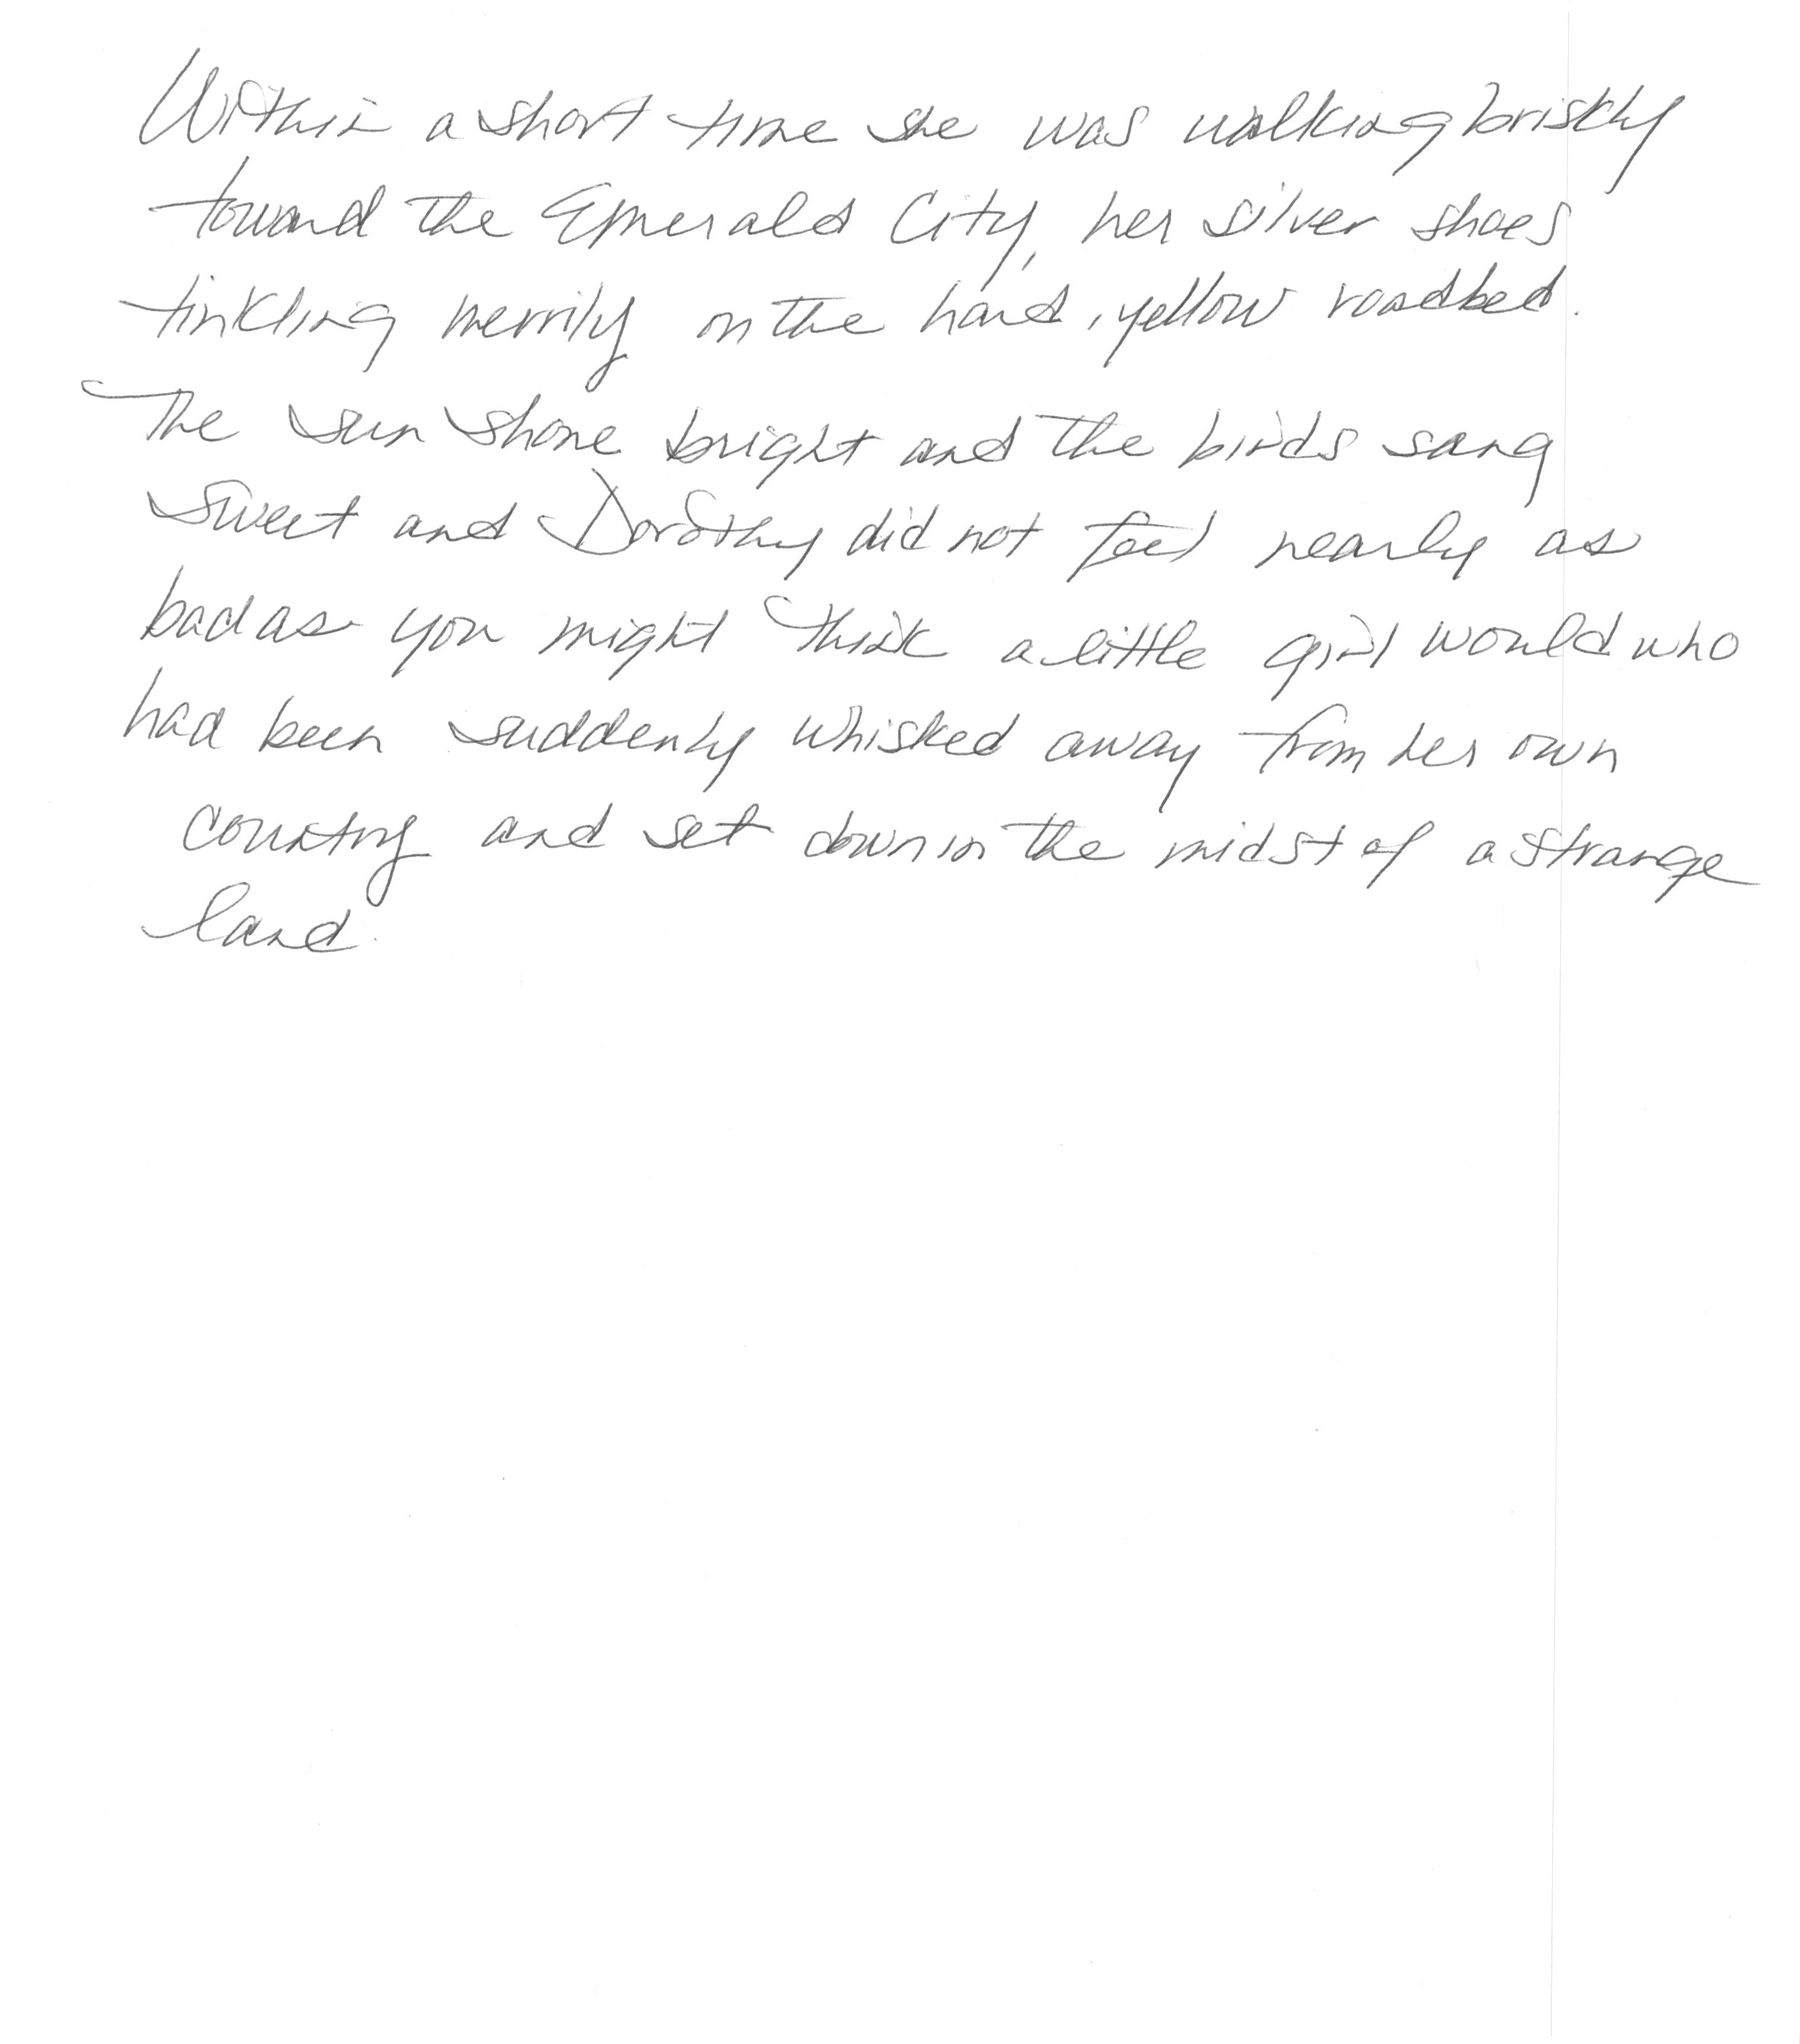 Within a short time she was walking briskly
toward the Emerald City, her silver shoes
tinkling merrily on the hard, yellow roadbed.
The sun shone bright and the birds sang
sweet and Dorothy did not feel nearly as
bad as you might think a little girl would who
had been suddenly whisked away from her own
country and set down in the midst of a strange
land.